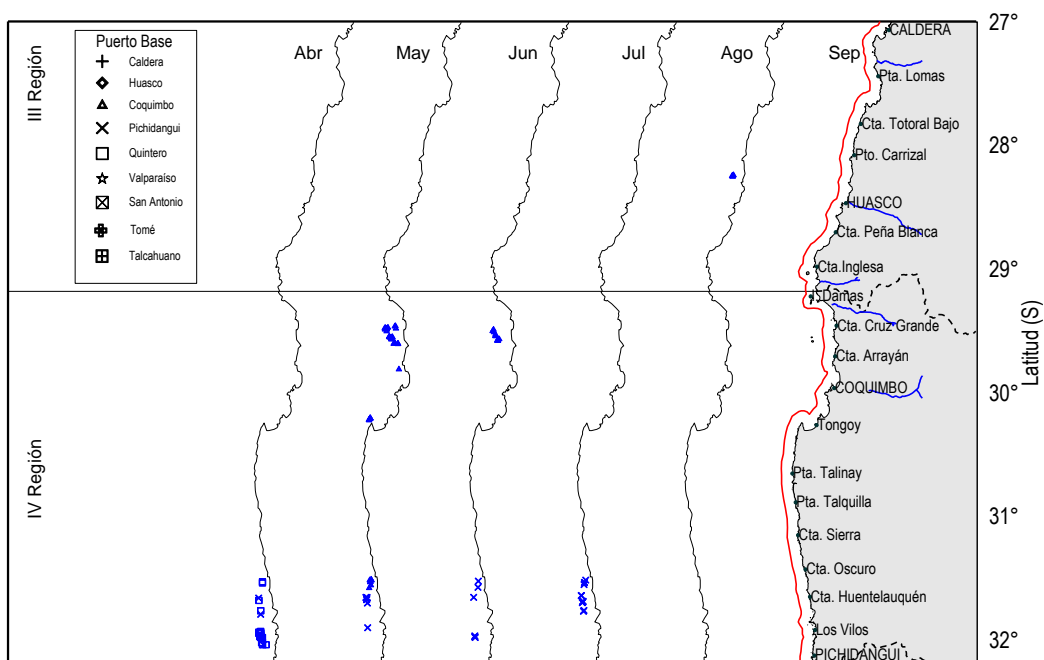 Puerto Base
Caldera
Huasco
Coquimbo
Pichidangui
Quintero
Valparaíso
San Antonio
Tomé
Talcahuano
III Región
IV Región
Abr
May
Jun
Jul
Ago
Sep
CALDERA
Pta. Lomas
Cta. Totoral Bajo
Pto. Carrizal
HUASCO
Cta. Peña Blanca
Cta.Inglesa
I. Damas
Cta. Cruz Grande
Cta. Arrayán
COQUIMBO
Tongoy
Pta. Talinay
Pta. Talquilla
Cta. Sierra
Cta. Oscuro
Cta. Huentelauquén
Los Vilos
PICHIDANGUI
27°
28°
29°
30°
31°
32°
Latitud (S)